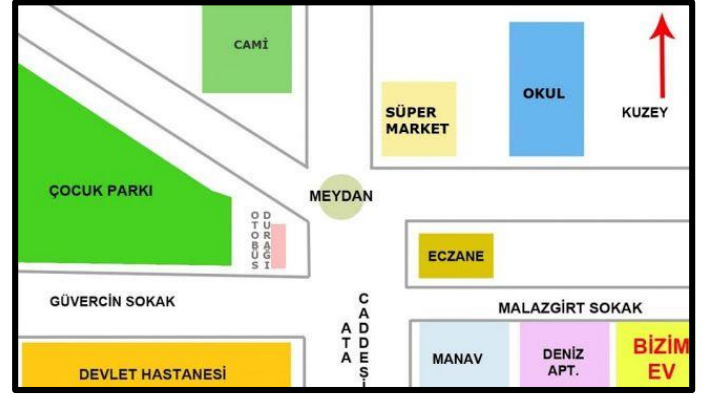 CAMİ
SÜPER
MARKET
OKUL
KUZEY
ÇOCUK PARKI
MEYDAN
OTOBÜS
DURAĞI
ECZANE
GÜVERCİN SOKAK
ATA
CADDESİ
MALAZGİRT SOKAK
DEVLET HASTANESİ
MANAV
DENİZ
APT.
BİZİM
EV